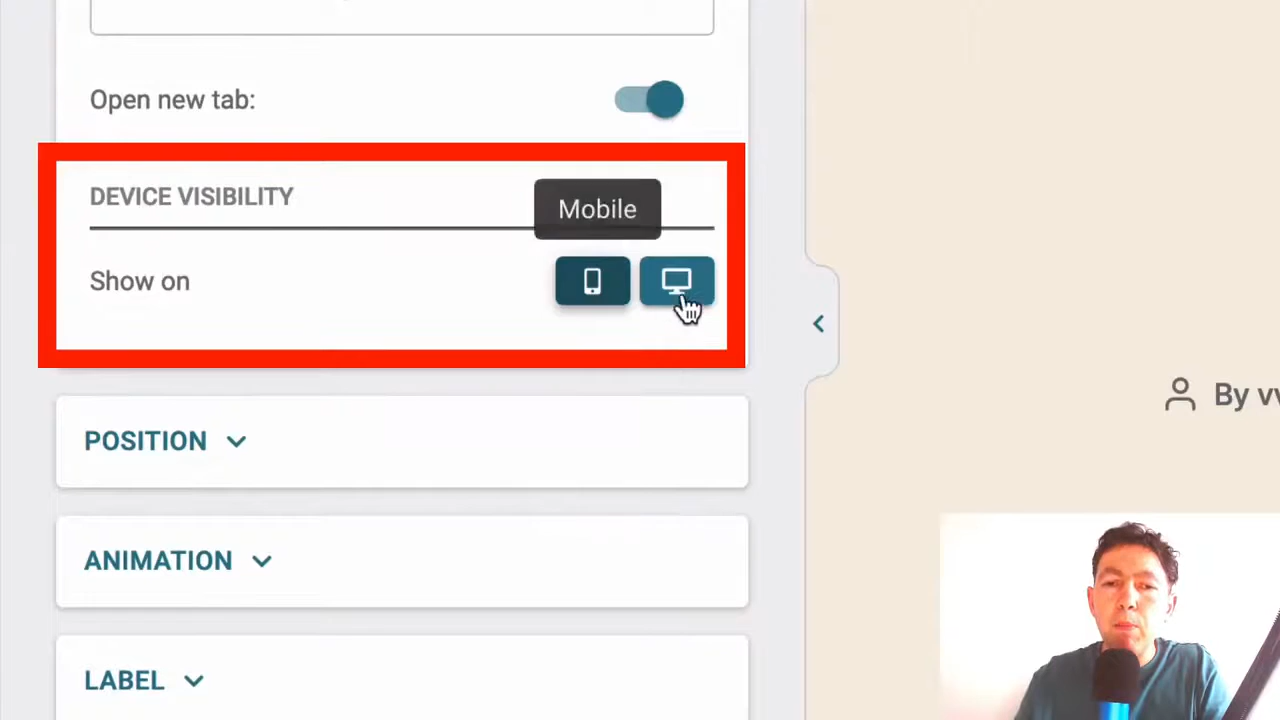 Open new tab:
DEVICE VISIBILITY
Mobile
Show on
By
POSITION
ANIMATION
LABEL